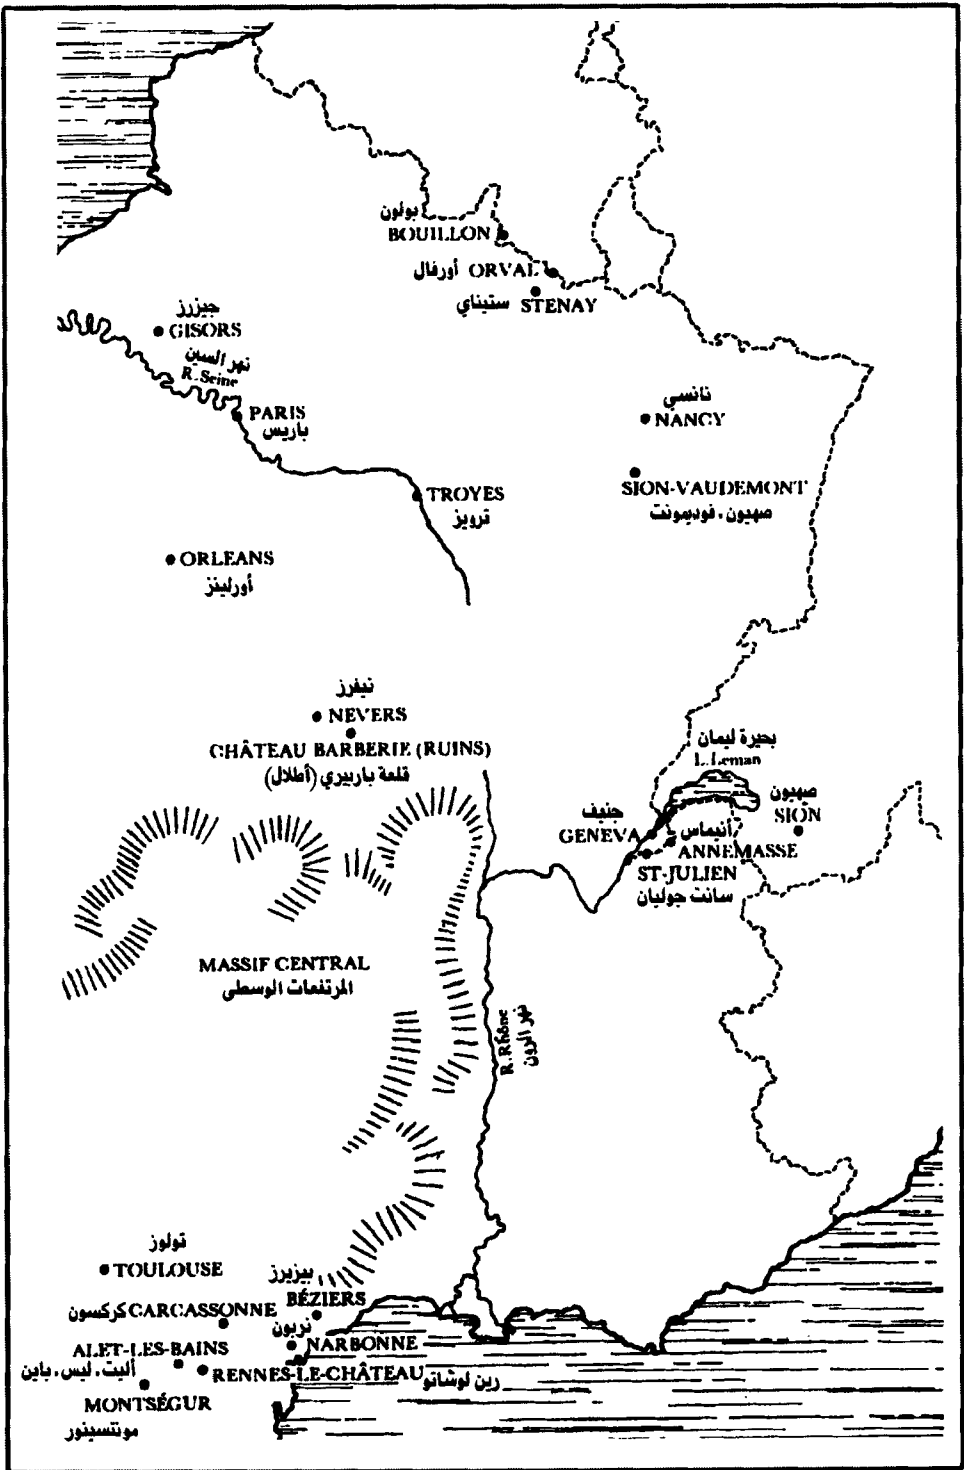 بولون
BOUILLON
أورفال ORVAL
ستيناي STENAY
جيزرز
GISORS
نهر السين
R. Seine
PARIS
باريس
نانسي
NANCY
SION-VAUDEMONT
صهيون، فوديمونت
TROYES
ترويز
ORLEANS
أورلينز
نيفرز
NEVERS
CHÂTEAU BARBERIE (RUINS)
قلعة باربيري (أطلال)
بحيرة ليمان
L. Leman
صهيون
SION
جنيف
GENEVA
أنيماس
ANNEMASSE
ST-JULIEN
سانت جوليان
MASSIF CENTRAL
المرتفعات الوسطى
R. Rhône
نهر الرون
تولوز
TOULOUSE
بيزيرز
BÉZIERS
كركسون CARCASSONNE
نربون
NARBONNE
ALET-LES-BAINS
أليت، ليس، باين
RENNES-LE-CHÂTEAU رين لوشاتو
MONTSÉGUR
مونتسينور